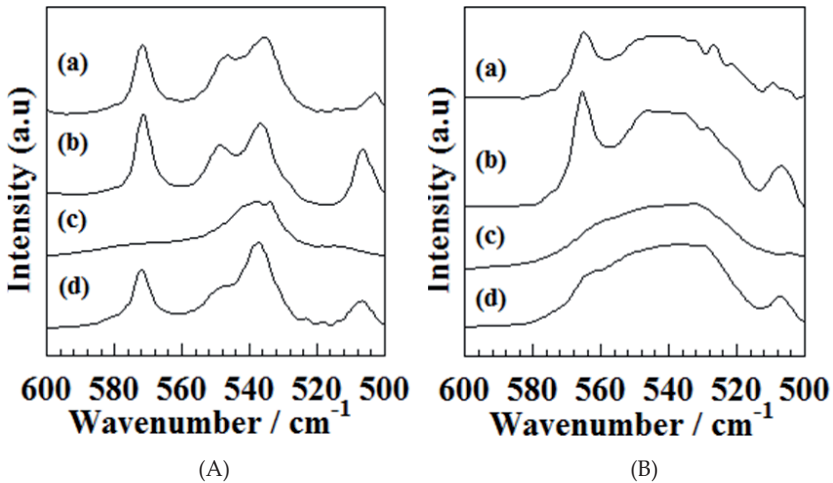 Intensity (a.u)
(a)
(b)
(c)
(d)
600 580 560 540 520 500
Wavenumber / cm⁻¹
(A)
Intensity (a.u)
(a)
(b)
(c)
(d)
600 580 560 540 520 500
Wavenumber / cm⁻¹
(B)